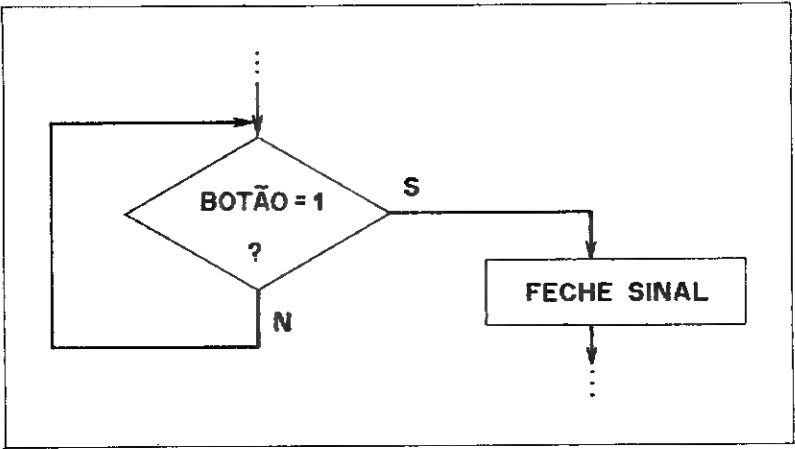 BOTÃO = 1
?
S
N
FECHE SINAL